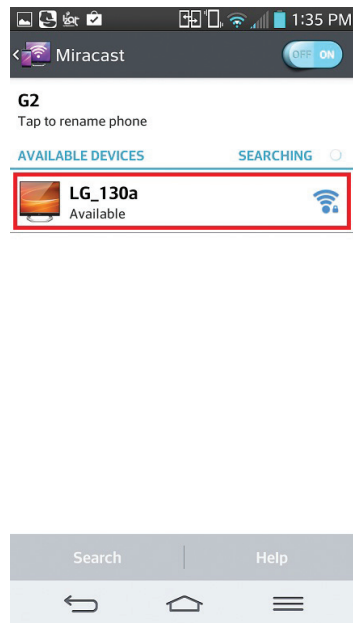 1:35 PM
Miracast
OFF ON
G2
Tap to rename phone
AVAILABLE DEVICES SEARCHING
LG_130a
Available
Search Help